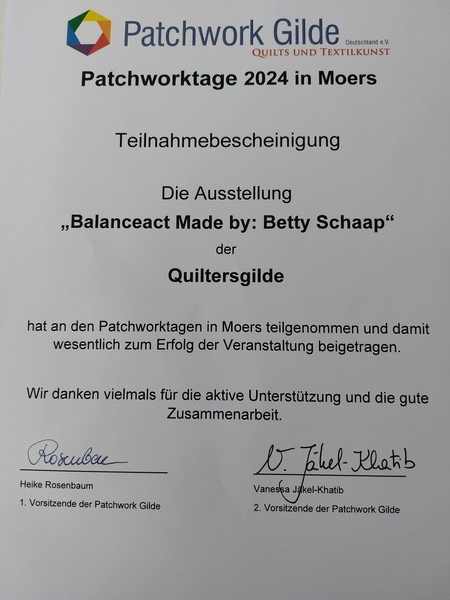 Patchwork Gilde
Deutschland e.V.
QUILTS UND TEXTILKUNST
Patchworktage 2024 in Moers
Teilnahmebescheinigung
Die Ausstellung
„Balanceact Made by: Betty Schaap“
der
Quiltersgilde
hat an den Patchworktagen in Moers teilgenommen und damit
wesentlich zum Erfolg der Veranstaltung beigetragen.
Wir danken vielmals für die aktive Unterstützung und die gute
Zusammenarbeit.
Rosenbau
V. Jäkel-Khatib
Heike Rosenbaum
Vanessa Jäkel-Khatib
1. Vorsitzende der Patchwork Gilde
2. Vorsitzende der Patchwork Gilde